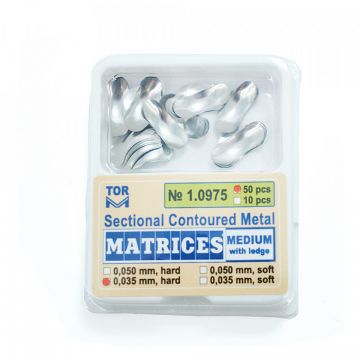 TOR
M
№ 1.0975
50 pcs
10 pcs
Sectional Contoured Metal
MATRICES
MEDIUM
with ledge
0,050 mm, hard
0,050 mm, soft
0,035 mm, hard
0,035 mm, soft